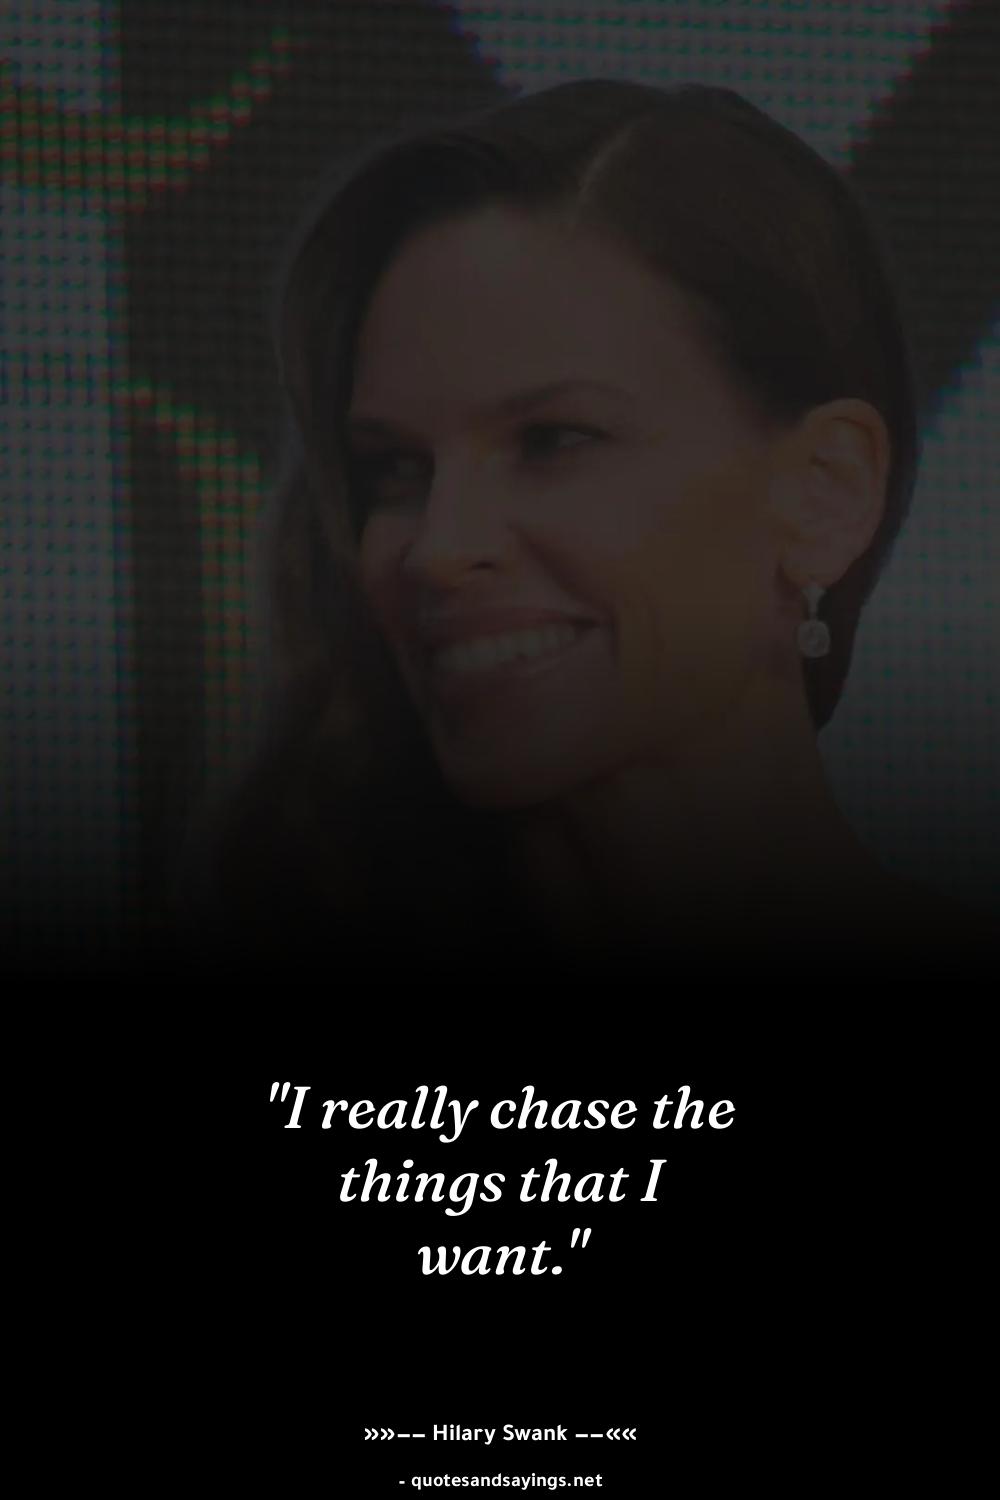 "I really chase the
things that I
want."
»»–– Hilary Swank ––««
- quotesandsayings.net